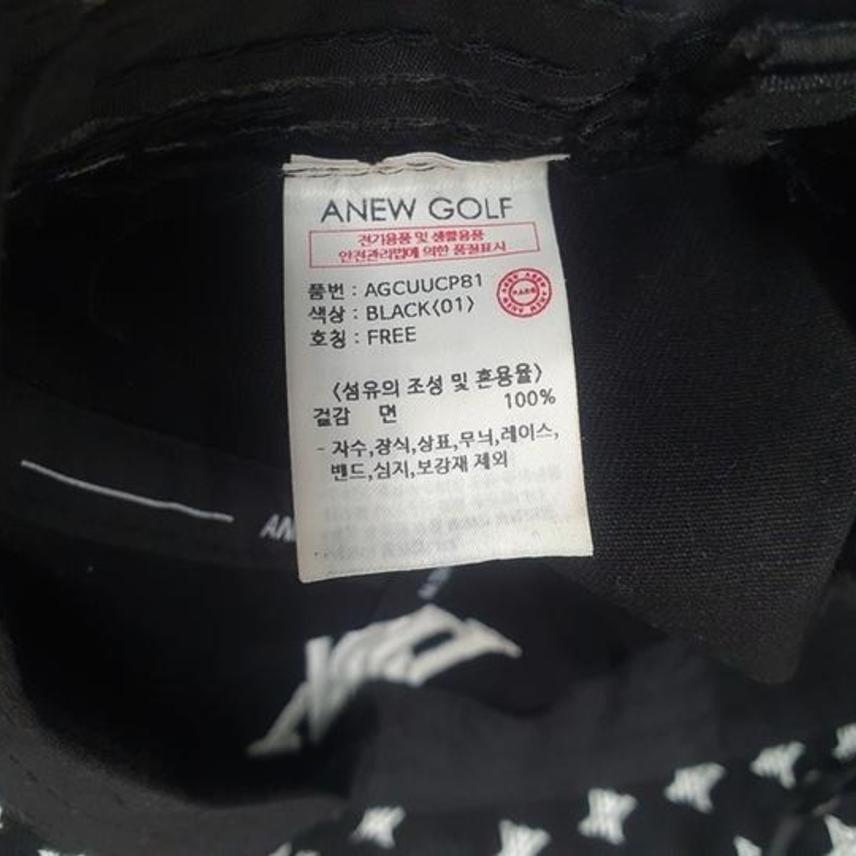 ANEW GOLF
전기용품 및 생활용품
안전관리법에 의한 품질표시
품번 : AGCUUCP81
색상 : BLACK(01)
호칭 : FREE
〈섬유의 조성 및 혼용율〉
겉감 면 100%
- 자수,장식,상표,무늬,레이스,
밴드,심지,보강재 제외
AN